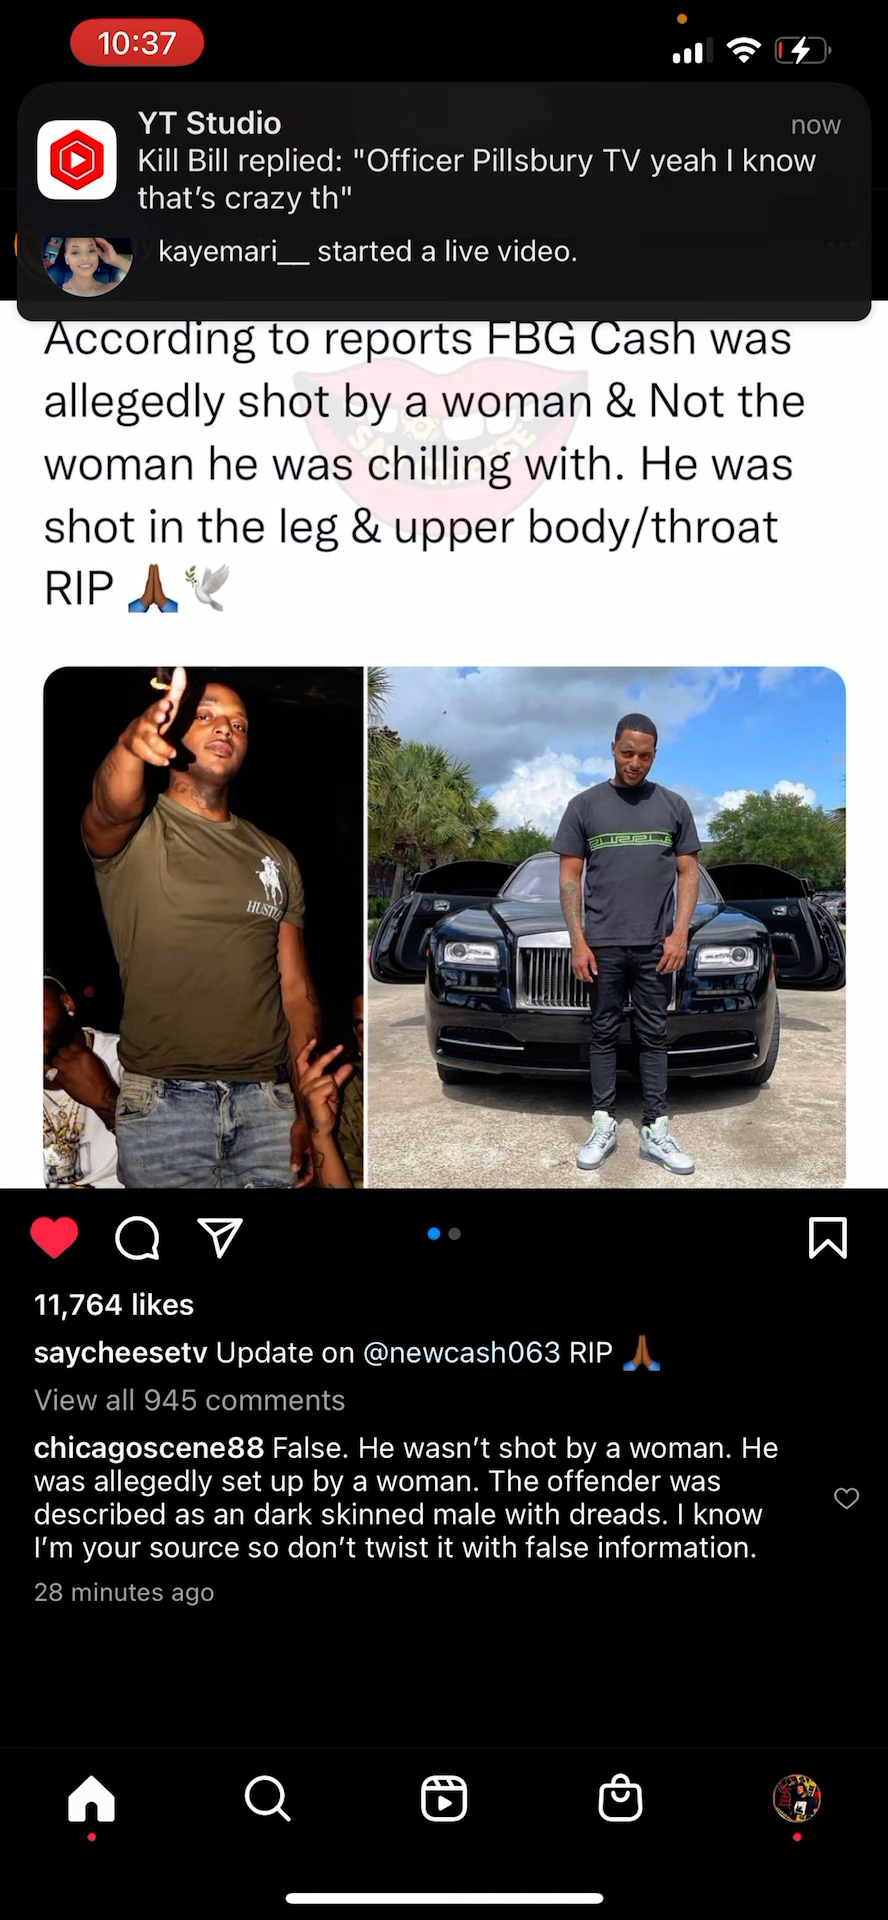 10:37
YT Studio
now
Kill Bill replied: "Officer Pillsbury TV yeah I know
that’s crazy th"
kayemari__ started a live video.
According to reports FBG Cash was
allegedly shot by a woman & Not the
woman he was chilling with. He was
shot in the leg & upper body/throat
RIP 🙏🏾🕊️
11,764 likes
saycheesetv Update on @newcash063 RIP 🙏🏾
View all 945 comments
chicagoscene88 False. He wasn’t shot by a woman. He
was allegedly set up by a woman. The offender was
described as an dark skinned male with dreads. I know
I’m your source so don’t twist it with false information.
28 minutes ago